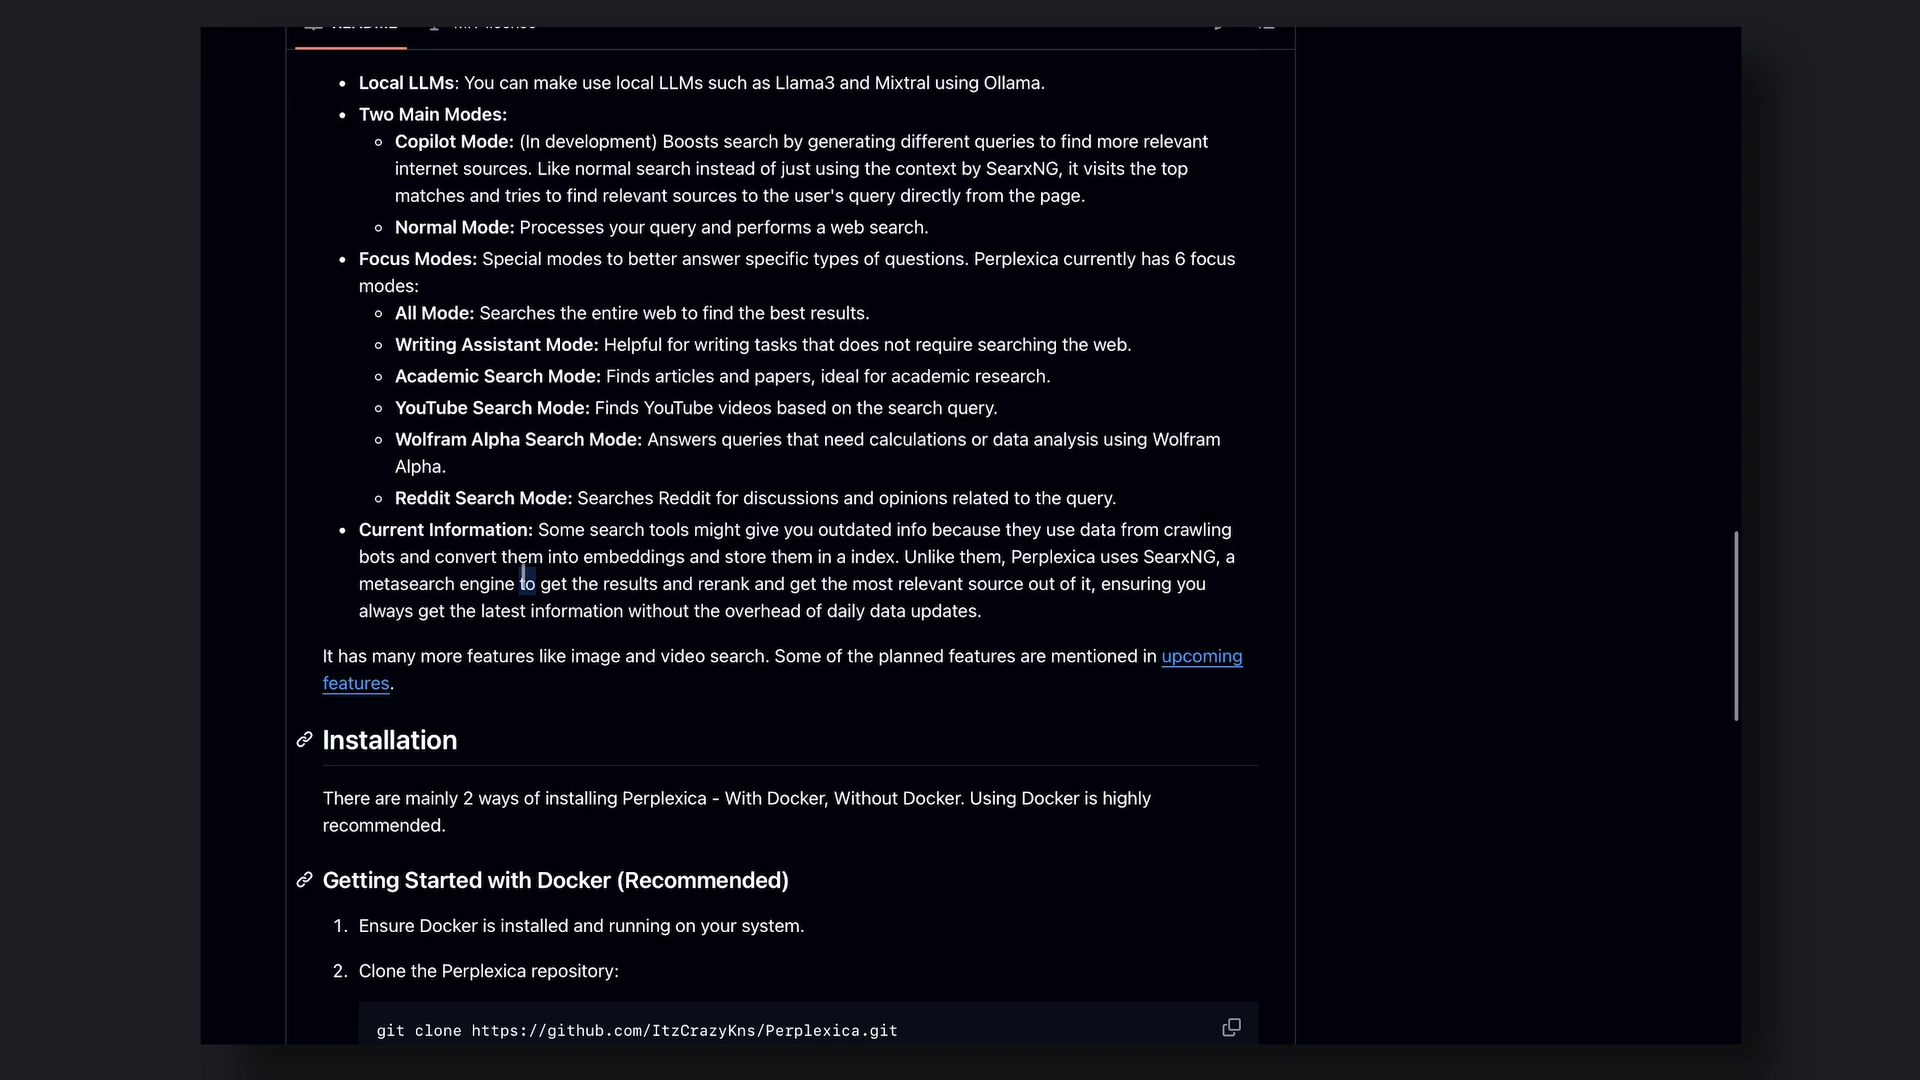 README MIT license
Local LLMs: You can make use local LLMs such as Llama3 and Mixtral using Ollama.
Two Main Modes:
Copilot Mode: (In development) Boosts search by generating different queries to find more relevant
internet sources. Like normal search instead of just using the context by SearxNG, it visits the top
matches and tries to find relevant sources to the user's query directly from the page.
Normal Mode: Processes your query and performs a web search.
Focus Modes: Special modes to better answer specific types of questions. Perplexica currently has 6 focus
modes:
All Mode: Searches the entire web to find the best results.
Writing Assistant Mode: Helpful for writing tasks that does not require searching the web.
Academic Search Mode: Finds articles and papers, ideal for academic research.
YouTube Search Mode: Finds YouTube videos based on the search query.
Wolfram Alpha Search Mode: Answers queries that need calculations or data analysis using Wolfram
Alpha.
Reddit Search Mode: Searches Reddit for discussions and opinions related to the query.
Current Information: Some search tools might give you outdated info because they use data from crawling
bots and convert them into embeddings and store them in a index. Unlike them, Perplexica uses SearxNG, a
metasearch engine to get the results and rerank and get the most relevant source out of it, ensuring you
always get the latest information without the overhead of daily data updates.
It has many more features like image and video search. Some of the planned features are mentioned in upcoming
features.
Installation
There are mainly 2 ways of installing Perplexica - With Docker, Without Docker. Using Docker is highly
recommended.
Getting Started with Docker (Recommended)
1. Ensure Docker is installed and running on your system.
2. Clone the Perplexica repository:
git clone https://github.com/ItzCrazyKns/Perplexica.git